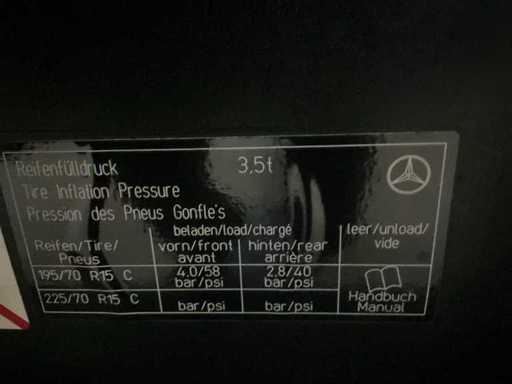 Reifenfülldruck 3,5t
Tire Inflation Pressure
Pression des Pneus Gonfle's
beladen/load/chargé leer/unload/
vide
Reifen/Tire/
Pneus vorn/front
avant hinten/rear
arrière
195/70 R15 C 4.0/58
bar/psi 2,8/40
bar/psi
225/70 R15 C bar/psi bar/psi
Handbuch
Manual